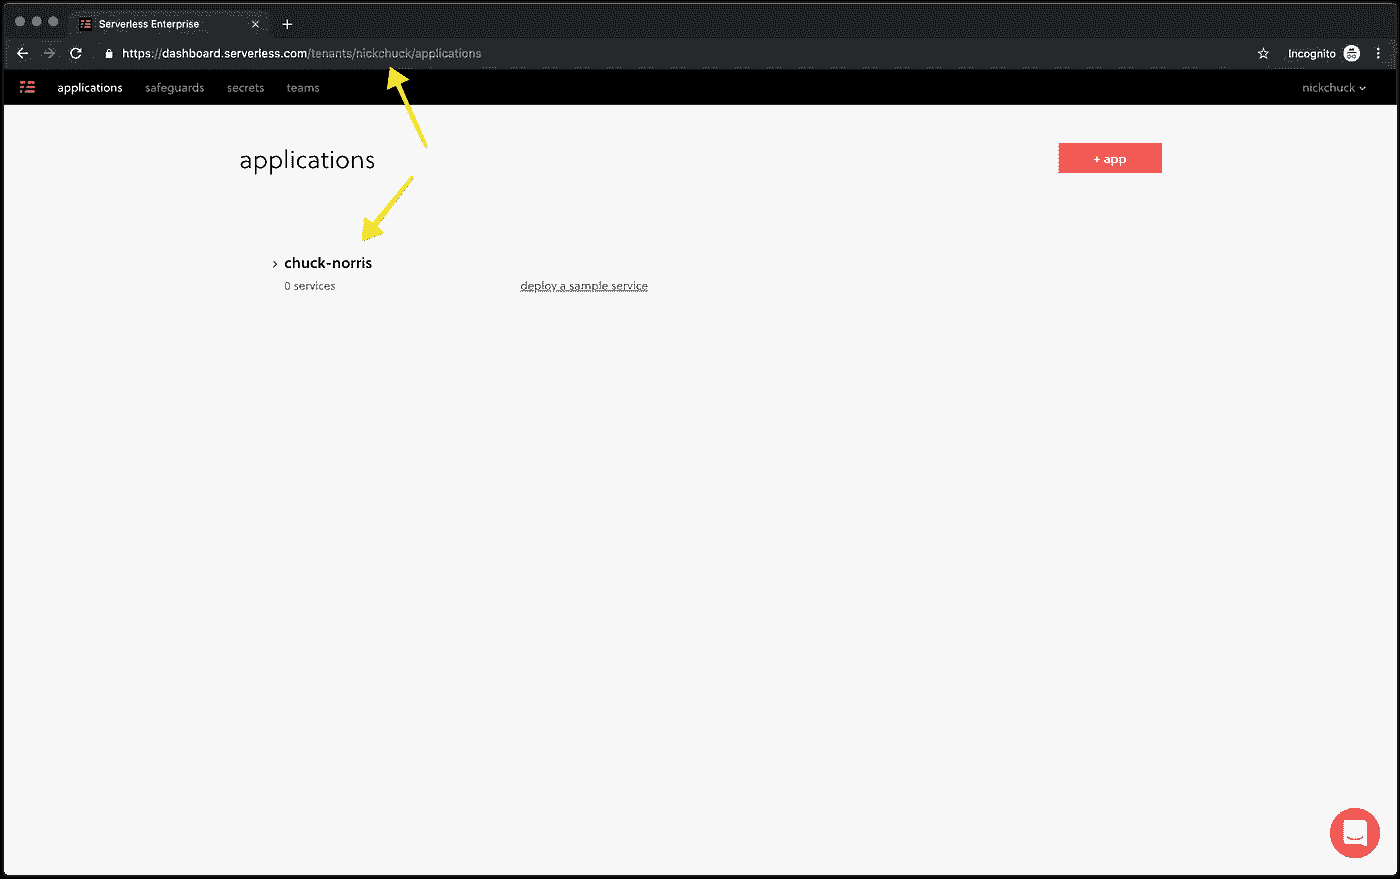 Serverless Enterprise
https://dashboard.serverless.com/tenants/nickchuck/applications
Incognito
applications safeguards secrets teams nickchuck
applications
+ app
chuck-norris
0 services deploy a sample service